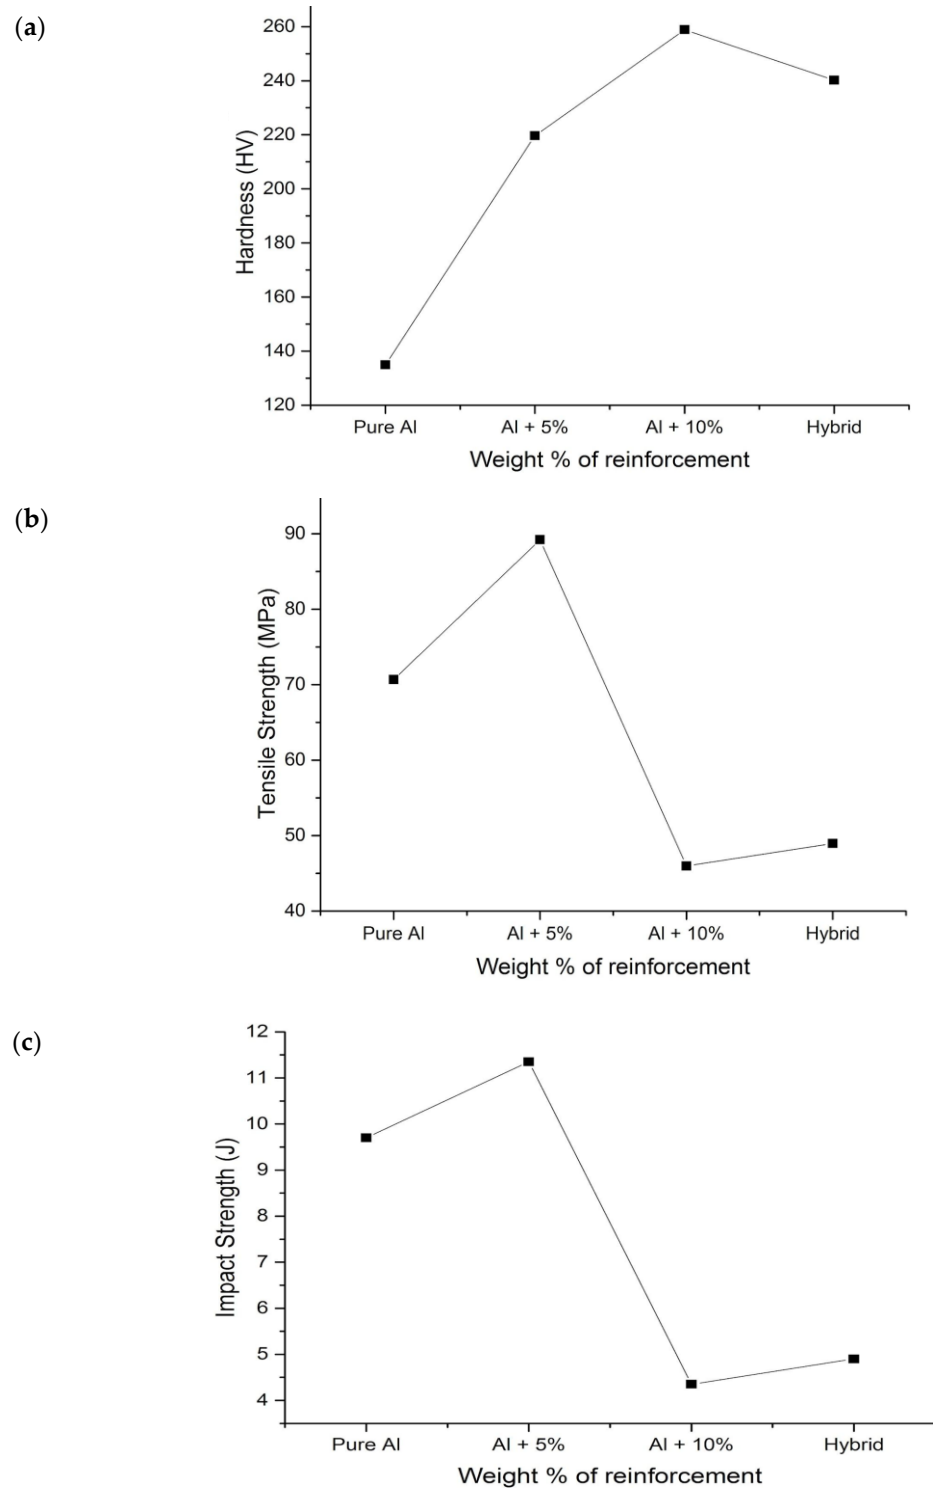 (a)
260
240
220
200
180
160
140
120
Hardness (HV)
Pure Al Al + 5% Al + 10% Hybrid
Weight % of reinforcement
(b)
90
80
70
60
50
40
Tensile Strength (MPa)
Pure Al Al + 5% Al + 10% Hybrid
Weight % of reinforcement
(c)
12
11
10
9
8
7
6
5
4
Impact Strength (J)
Pure Al Al + 5% Al + 10% Hybrid
Weight % of reinforcement